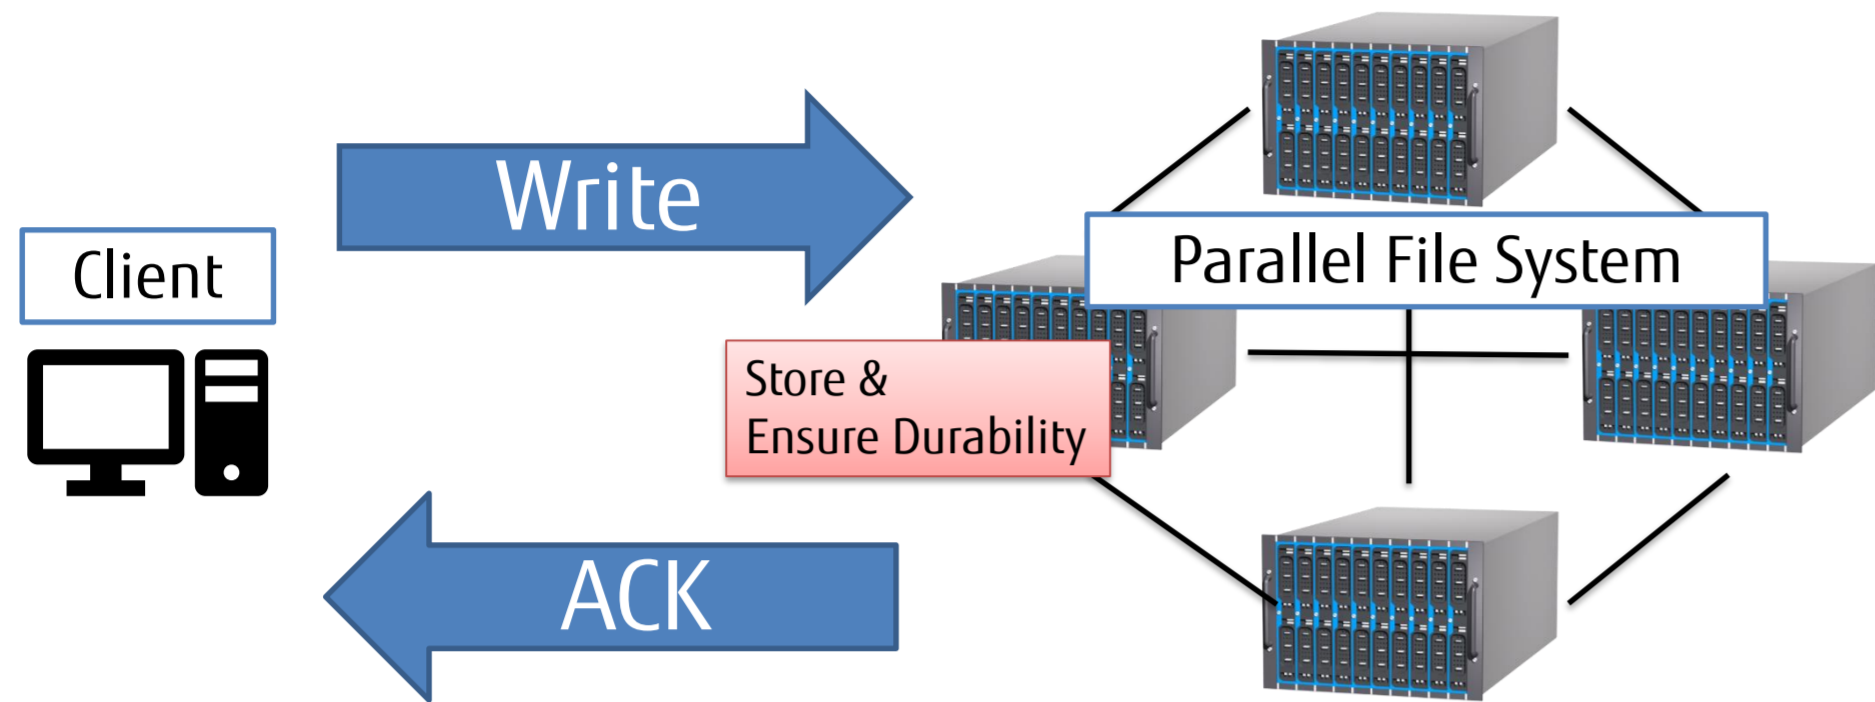 Write
Client
Parallel File System
Store &
Ensure Durability
ACK